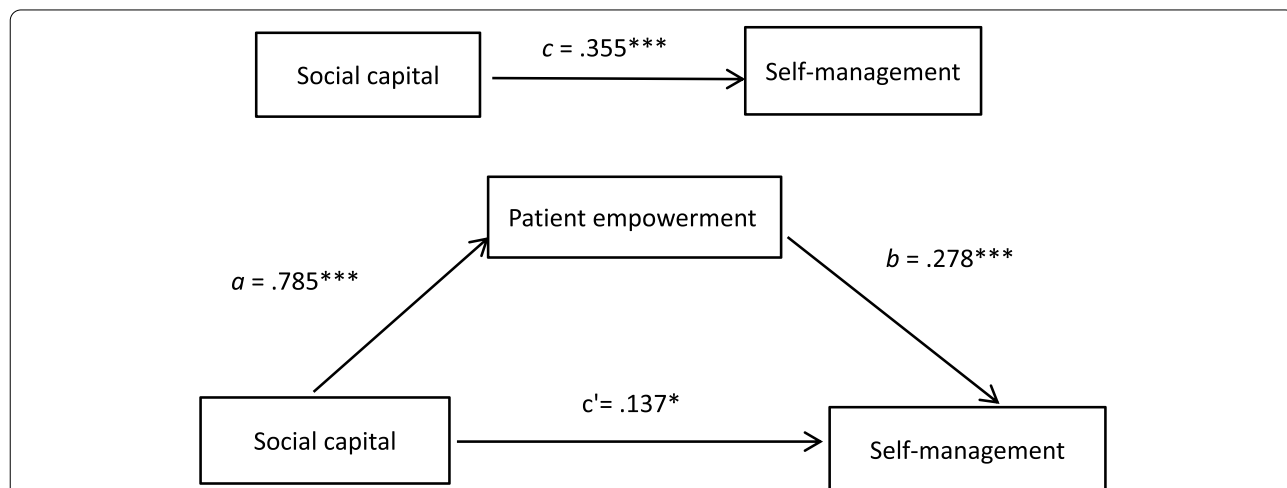 c = .355***
Social capital
Self-management
Patient empowerment
b = .278***
a = .785***
c'= .137*
Social capital
Self-management